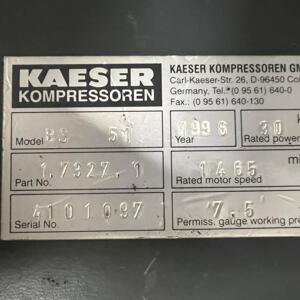 KAESER
KOMPRESSOREN
KAESER KOMPRESSOREN GM
Carl-Kaeser-Str. 26, D-96450 Co
Germany, Tel.: (0 95 61) 640-0
Fax.: (0 95 61) 640-130
Model BS 51
1996 Year
30 Rated power
Part No. 1.7327.1
1465 Rated motor speed
Serial No. 4101097
7.5 Permiss. gauge working pre